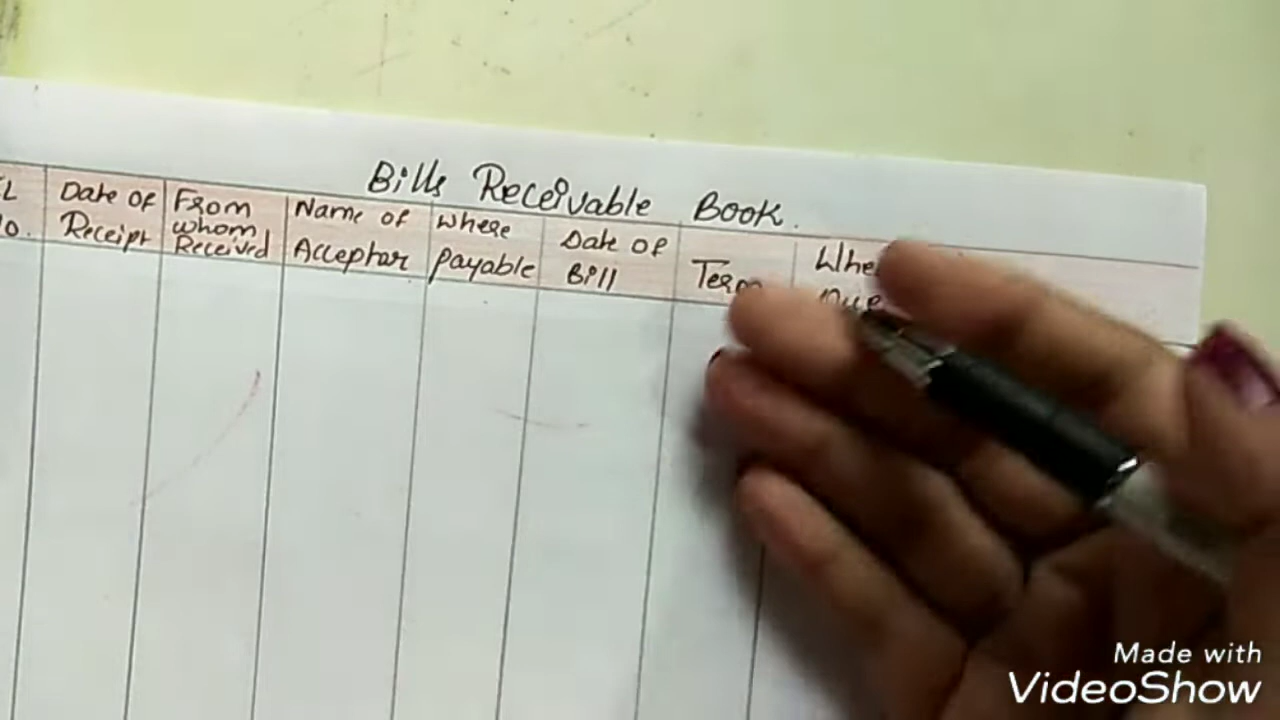 Bills Receivable Book.
Date of Receipt
From whom Received
Name of Acceptor
where payable
Date of Bill
Term
Made with
VideoShow